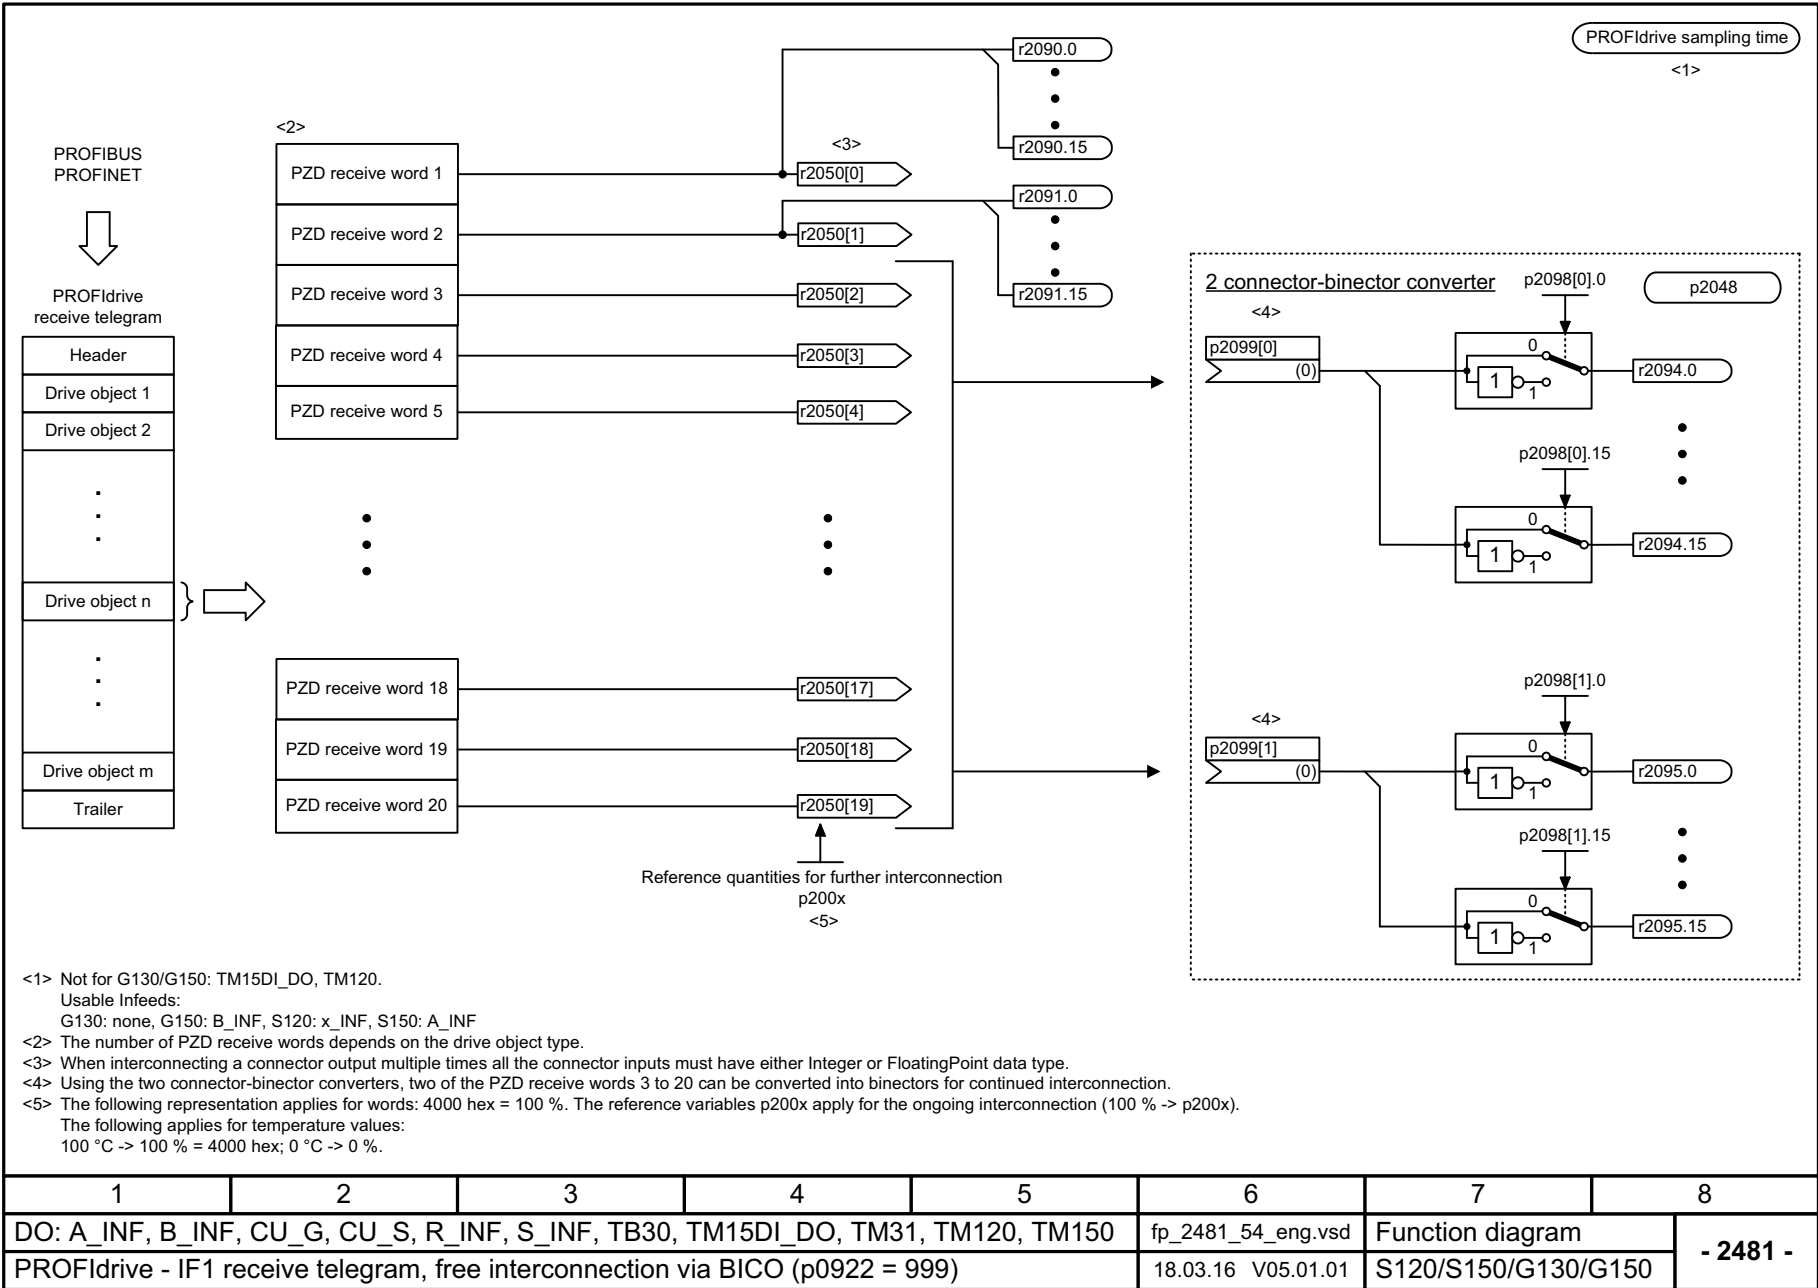 PROFIdrive sampling time
<1>
r2090.0
r2090.15
r2091.0
r2091.15
PROFIBUS
PROFINET
PROFIdrive
receive telegram
Header
Drive object 1
Drive object 2
Drive object n
Drive object m
Trailer
<2>
PZD receive word 1
PZD receive word 2
PZD receive word 3
PZD receive word 4
PZD receive word 5
PZD receive word 18
PZD receive word 19
PZD receive word 20
<3>
r2050[0]
r2050[1]
r2050[2]
r2050[3]
r2050[4]
r2050[17]
r2050[18]
r2050[19]
Reference quantities for further interconnection
p200x
<5>
2 connector-binector converter
p2098[0].0
p2048
<4>
p2099[0]
(0)
0
1
1
r2094.0
p2098[0].15
0
1
1
r2094.15
p2098[1].0
<4>
p2099[1]
(0)
0
1
1
r2095.0
p2098[1].15
0
1
1
r2095.15
<1> Not for G130/G150: TM15DI_DO, TM120.
Usable Infeeds:
G130: none, G150: B_INF, S120: x_INF, S150: A_INF
<2> The number of PZD receive words depends on the drive object type.
<3> When interconnecting a connector output multiple times all the connector inputs must have either Integer or FloatingPoint data type.
<4> Using the two connector-binector converters, two of the PZD receive words 3 to 20 can be converted into binectors for continued interconnection.
<5> The following representation applies for words: 4000 hex = 100 %. The reference variables p200x apply for the ongoing interconnection (100 % -> p200x).
The following applies for temperature values:
100 °C -> 100 % = 4000 hex; 0 °C -> 0 %.
1 2 3 4 5 6 7 8
DO: A_INF, B_INF, CU_G, CU_S, R_INF, S_INF, TB30, TM15DI_DO, TM31, TM120, TM150
fp_2481_54_eng.vsd
Function diagram
- 2481 -
PROFIdrive - IF1 receive telegram, free interconnection via BICO (p0922 = 999)
18.03.16 V05.01.01
S120/S150/G130/G150